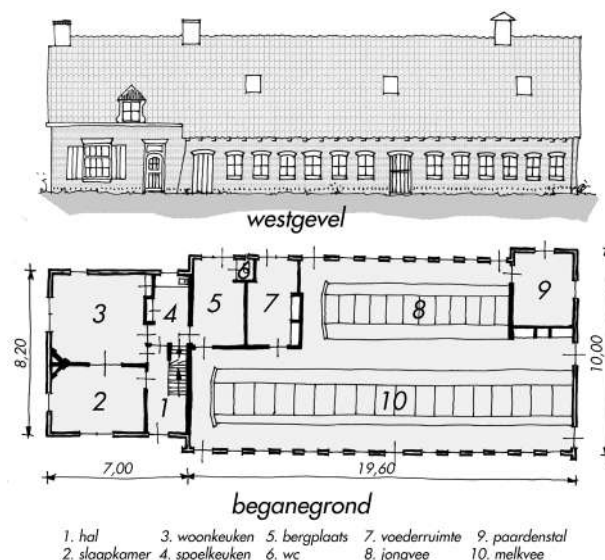 westgevel
6
3 4 5 7 8 9
8,20
10,00
2 1 10
7,00 19,60
beganegrond
1. hal 3. woonkeuken 5. bergplaats 7. voederruimte 9. paardenstal
2. slaapkamer 4. spoelkeuken 6. wc 8. jongvee 10. melkvee